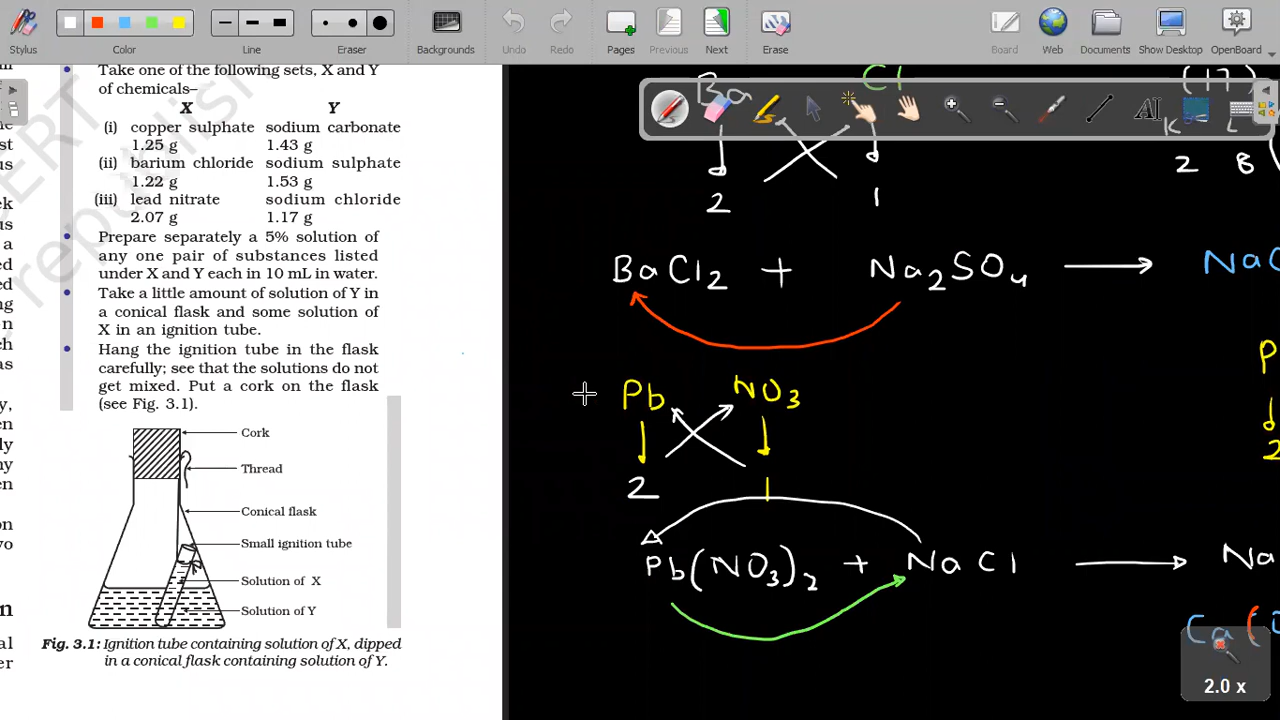 Stylus
Color
Line
Eraser
Backgrounds
Undo
Redo
Pages
Previous
Next
Erase
Board
Web
Documents
Show Desktop
OpenBoard
Take one of the following sets, X and Y
of chemicals–
X Y
(i) copper sulphate sodium carbonate
1.25 g 1.43 g
(ii) barium chloride sodium sulphate
1.22 g 1.53 g
(iii) lead nitrate sodium chloride
2.07 g 1.17 g
Prepare separately a 5% solution of
any one pair of substances listed
under X and Y each in 10 mL in water.
Take a little amount of solution of Y in
a conical flask and some solution of
X in an ignition tube.
Hang the ignition tube in the flask
carefully; see that the solutions do not
get mixed. Put a cork on the flask
(see Fig. 3.1).
Cork
Thread
Conical flask
Small ignition tube
Solution of X
Solution of Y
Fig. 3.1: Ignition tube containing solution of X, dipped
in a conical flask containing solution of Y.
Ba Cl (17)
AI
K L
2 8
2 1
BaCl2 + Na2SO4 → NaC
Pb NO3
2 1
2
Pb(NO3)2 + NaCl → Na
Ca (
2.0 x